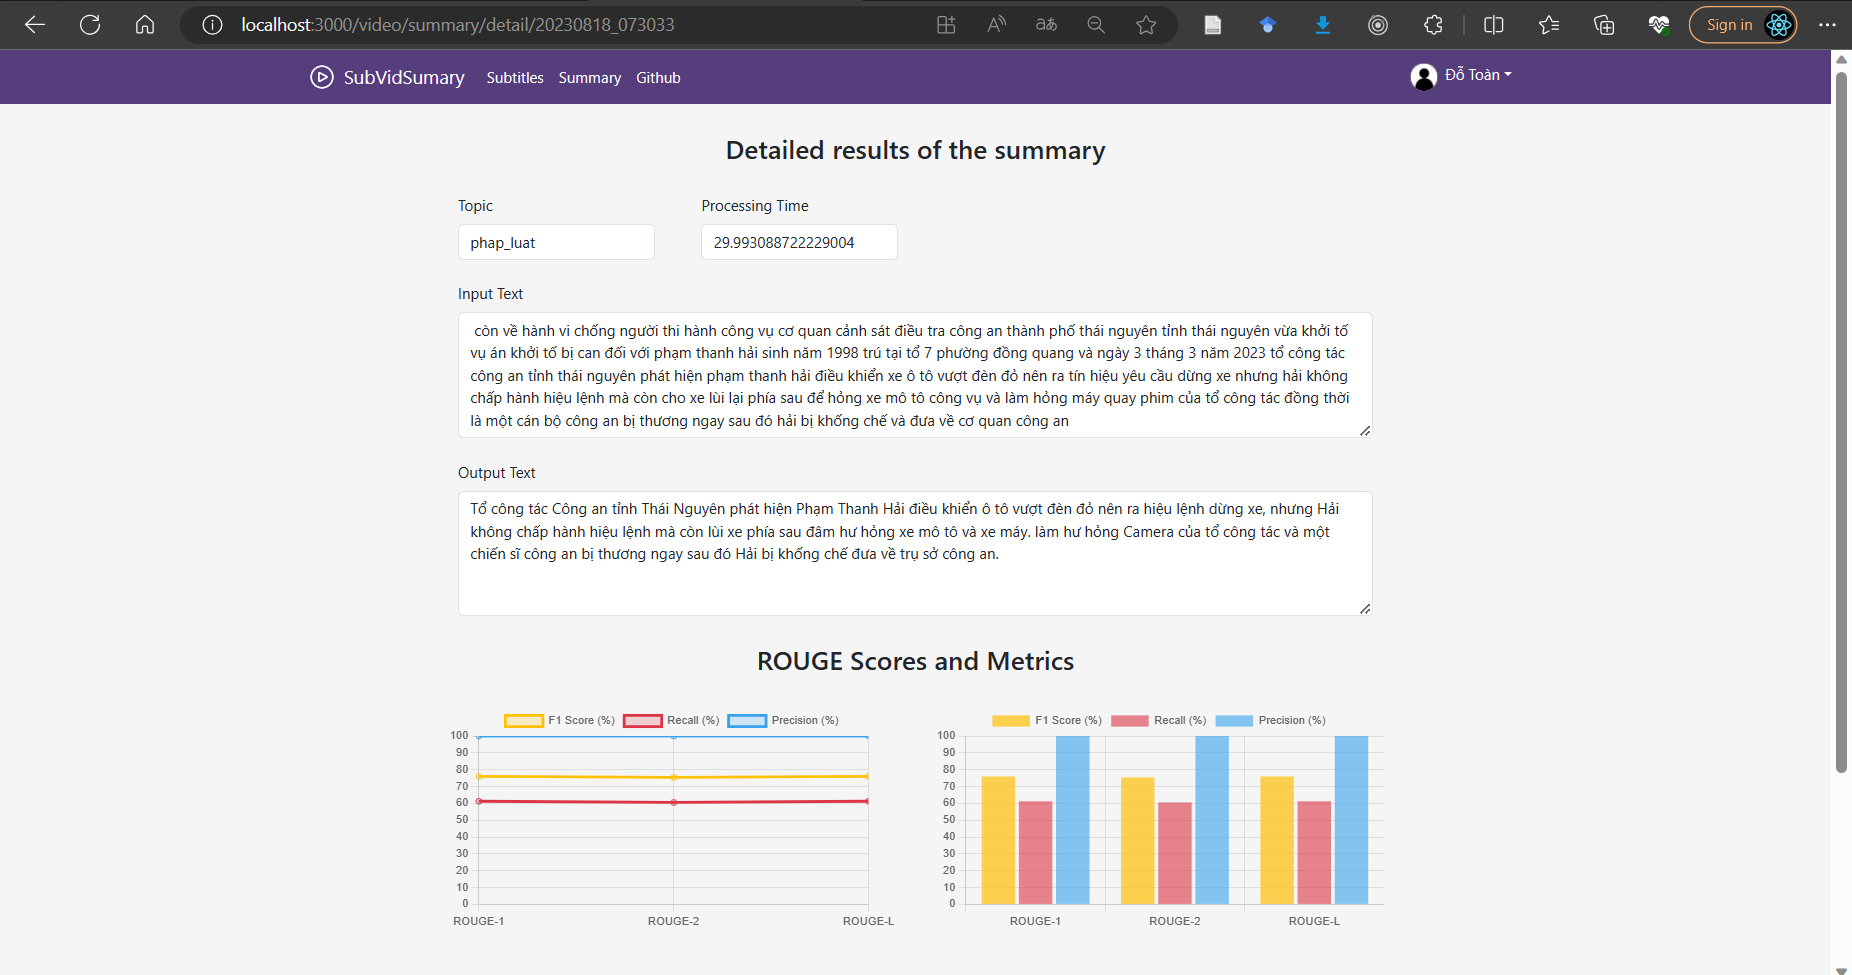 localhost:3000/video/summary/detail/20230818_073033
Sign in
SubVidSumary Subtitles Summary Github Đỗ Toàn
Detailed results of the summary
Topic Processing Time
phap_luat 29.993088722229004
Input Text
còn về hành vi chống người thi hành công vụ cơ quan cảnh sát điều tra công an thành phố thái nguyên tỉnh thái nguyên vừa khởi tố
vụ án khởi tố bị can đối với phạm thanh hải sinh năm 1998 trú tại tổ 7 phường đồng quang và ngày 3 tháng 3 năm 2023 tổ công tác
công an tỉnh thái nguyên phát hiện phạm thanh hải điều khiển xe ô tô vượt đèn đỏ nên ra tín hiệu yêu cầu dừng xe nhưng hải không
chấp hành hiệu lệnh mà còn cho xe lùi lại phía sau để hỏng xe mô tô công vụ và làm hỏng máy quay phim của tổ công tác đồng thời
là một cán bộ công an bị thương ngay sau đó hải bị khống chế và đưa về cơ quan công an
Output Text
Tổ công tác Công an tỉnh Thái Nguyên phát hiện Phạm Thanh Hải điều khiển ô tô vượt đèn đỏ nên ra hiệu lệnh dừng xe, nhưng Hải
không chấp hành hiệu lệnh mà còn lùi xe phía sau đâm hư hỏng xe mô tô và xe máy. làm hư hỏng Camera của tổ công tác và một
chiến sĩ công an bị thương ngay sau đó Hải bị khống chế đưa về trụ sở công an.
ROUGE Scores and Metrics
F1 Score (%) Recall (%) Precision (%)
100
90
80
70
60
50
40
30
20
10
0
ROUGE-1 ROUGE-2 ROUGE-L
F1 Score (%) Recall (%) Precision (%)
100
90
80
70
60
50
40
30
20
10
0
ROUGE-1 ROUGE-2 ROUGE-L